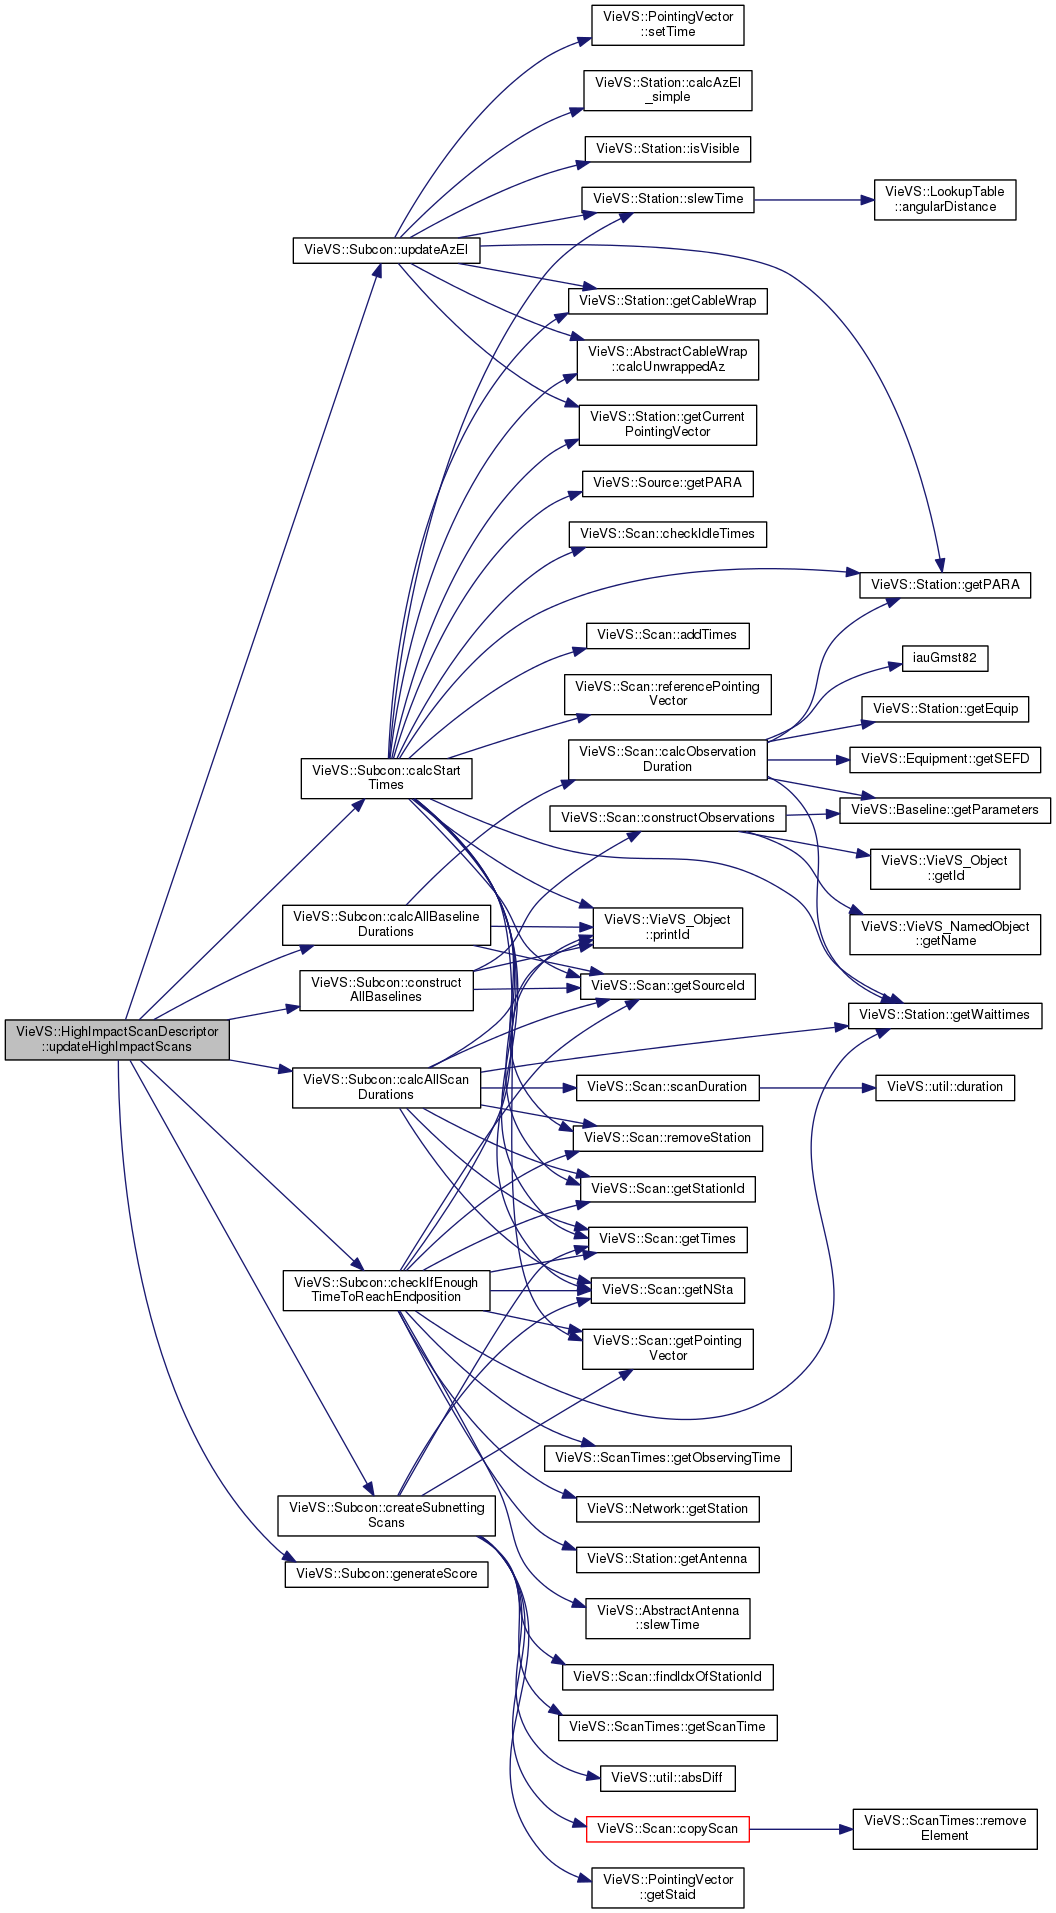 VieVS::HighImpactScanDescriptor
::updateHighImpactScans
VieVS::Subcon::updateAzEl
VieVS::Subcon::calcStart
Times
VieVS::Subcon::calcAllBaseline
Durations
VieVS::Subcon::construct
AllBaselines
VieVS::Subcon::calcAllScan
Durations
VieVS::Subcon::checkIfEnough
TimeToReachEndposition
VieVS::Subcon::createSubnetting
Scans
VieVS::Subcon::generateScore
VieVS::PointingVector
::setTime
VieVS::Station::calcAzEl
_simple
VieVS::Station::isVisible
VieVS::Station::slewTime
VieVS::Station::getCableWrap
VieVS::AbstractCableWrap
::calcUnwrappedAz
VieVS::Station::getCurrent
PointingVector
VieVS::Source::getPARA
VieVS::Scan::checkIdleTimes
VieVS::Scan::addTimes
VieVS::Scan::referencePointing
Vector
VieVS::Scan::calcObservation
Duration
VieVS::Scan::constructObservations
VieVS::VieVS_Object
::printId
VieVS::Scan::getSourceId
VieVS::Scan::scanDuration
VieVS::Scan::removeStation
VieVS::Scan::getStationId
VieVS::Scan::getTimes
VieVS::Scan::getNSta
VieVS::Scan::getPointing
Vector
VieVS::ScanTimes::getObservingTime
VieVS::Network::getStation
VieVS::Station::getAntenna
VieVS::AbstractAntenna
::slewTime
VieVS::Scan::findIdxOfStationId
VieVS::ScanTimes::getScanTime
VieVS::util::absDiff
VieVS::Scan::copyScan
VieVS::PointingVector
::getStaid
VieVS::LookupTable
::angularDistance
VieVS::Station::getPARA
iauGmst82
VieVS::Station::getEquip
VieVS::Equipment::getSEFD
VieVS::Baseline::getParameters
VieVS::VieVS_Object
::getId
VieVS::VieVS_NamedObject
::getName
VieVS::Station::getWaittimes
VieVS::util::duration
VieVS::ScanTimes::remove
Element